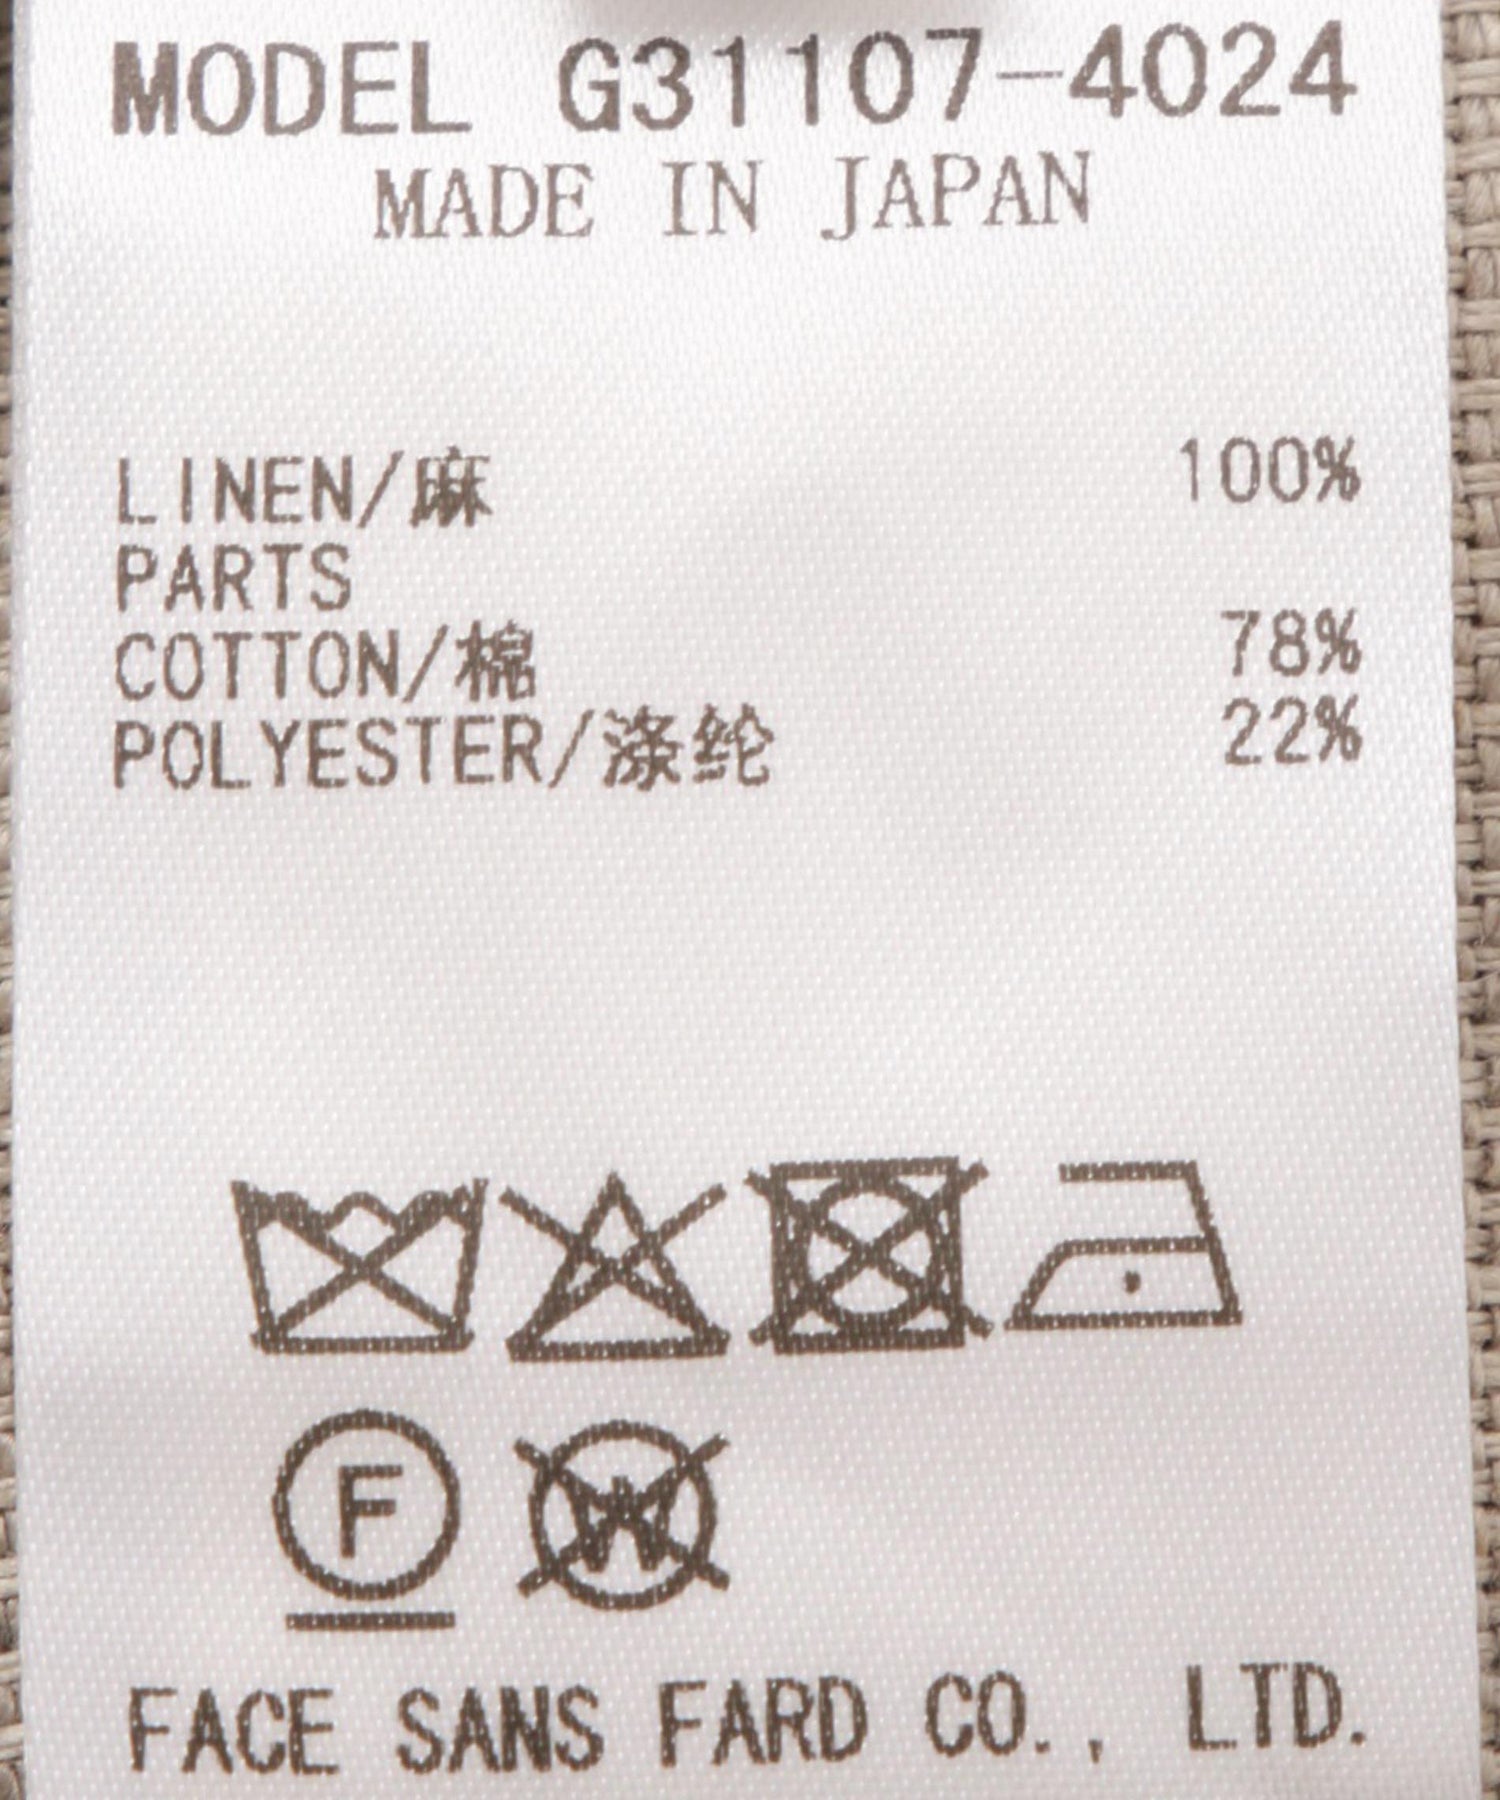 MODEL G31107-4024
MADE IN JAPAN
LINEN/麻 100%
PARTS
COTTON/棉 78%
POLYESTER/涤纶 22%
F W
FACE SANS FARD CO., LTD.